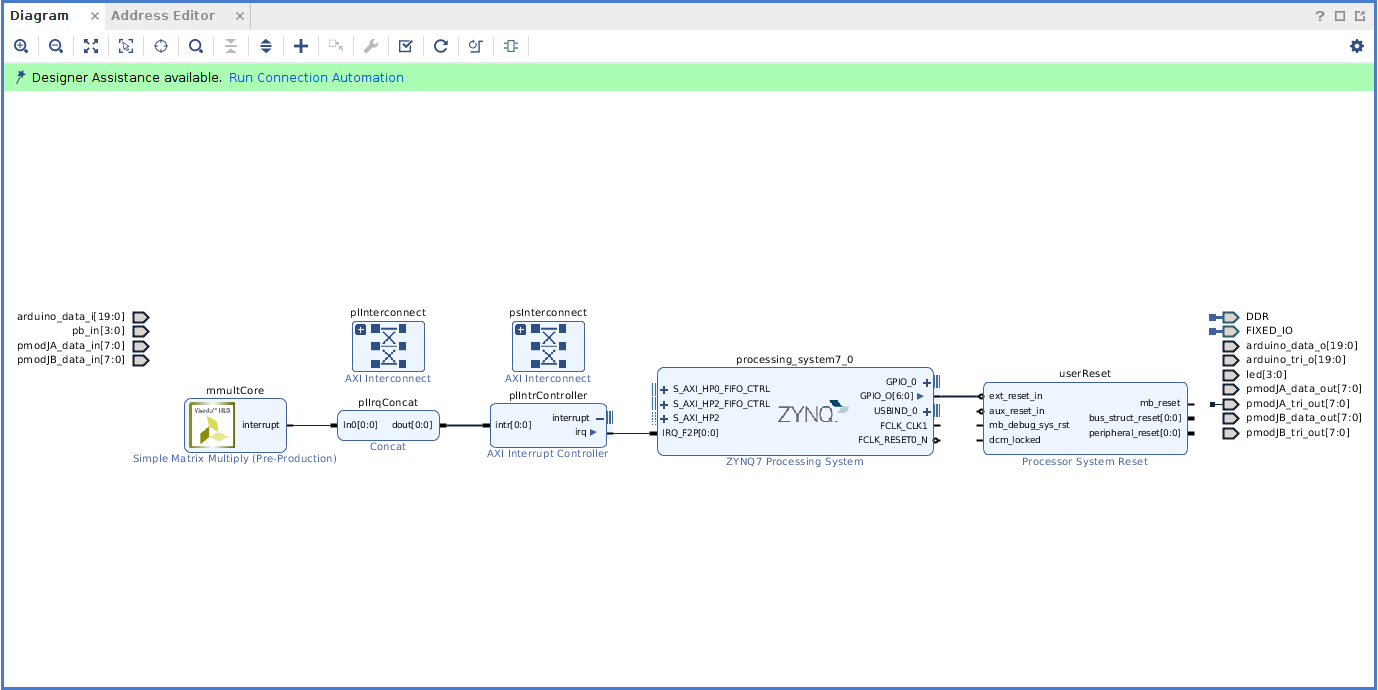 Diagram
Address Editor
Designer Assistance available. Run Connection Automation
arduino_data_i[19:0]
pb_in[3:0]
pmodJA_data_in[7:0]
pmodJB_data_in[7:0]
mmultCore
Vivado™ HLS
interrupt
Simple Matrix Multiply (Pre-Production)
plInterconnect
AXI Interconnect
plIrqConcat
In0[0:0]
dout[0:0]
Concat
psInterconnect
AXI Interconnect
plIntrController
intr[0:0]
interrupt
irq
AXI Interrupt Controller
processing_system7_0
S_AXI_HP0_FIFO_CTRL
S_AXI_HP2_FIFO_CTRL
S_AXI_HP2
IRQ_F2P[0:0]
ZYNQ
GPIO_0
GPIO_O[6:0]
USBIND_0
FCLK_CLK1
FCLK_RESET0_N
ZYNQ7 Processing System
userReset
ext_reset_in
aux_reset_in
mb_debug_sys_rst
dcm_locked
mb_reset
bus_struct_reset[0:0]
peripheral_reset[0:0]
Processor System Reset
DDR
FIXED_IO
arduino_data_o[19:0]
arduino_tri_o[19:0]
led[3:0]
pmodJA_data_out[7:0]
pmodJA_tri_out[7:0]
pmodJB_data_out[7:0]
pmodJB_tri_out[7:0]